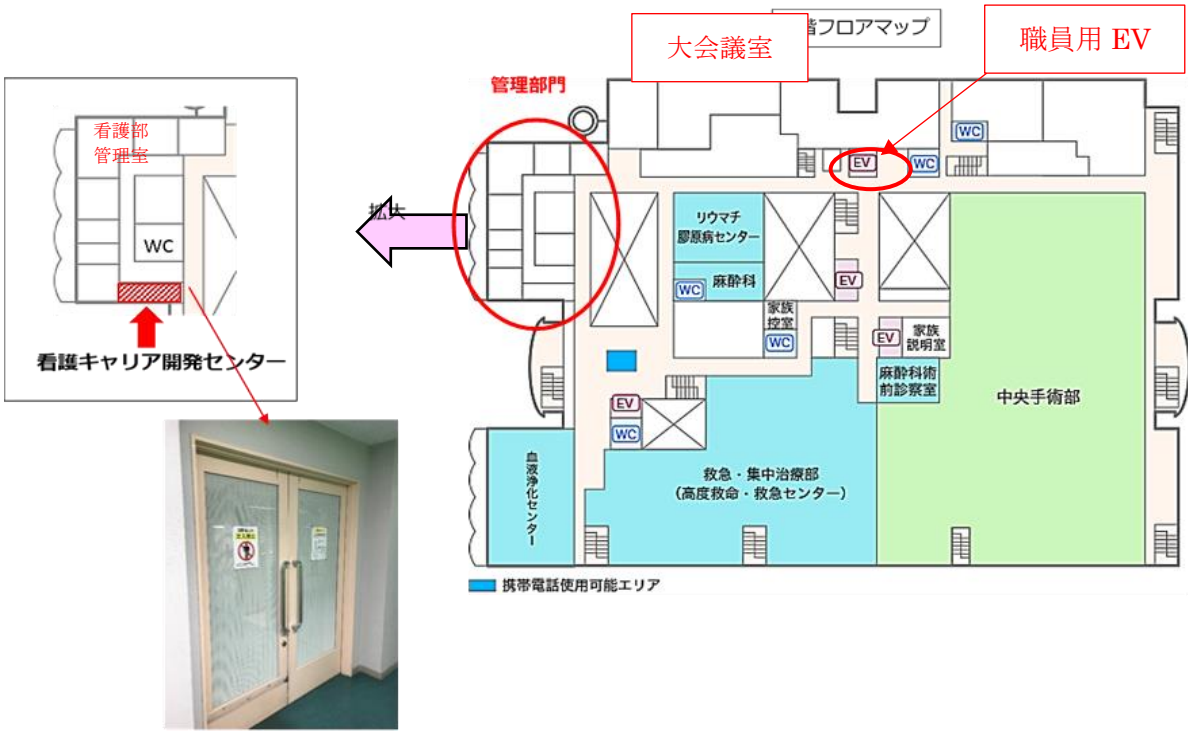 大会議室
階フロアマップ
職員用 EV
管理部門
看護部
管理室
WC
看護キャリア開発センター
拡大
WC
EV
WC
リウマチ
膠原病センター
WC
麻酔科
EV
家族
控室
WC
EV
家族
説明室
麻酔科術
前診察室
中央手術部
EV
WC
血液浄化センター
救急・集中治療部
(高度救命・救急センター)
携帯電話使用可能エリア